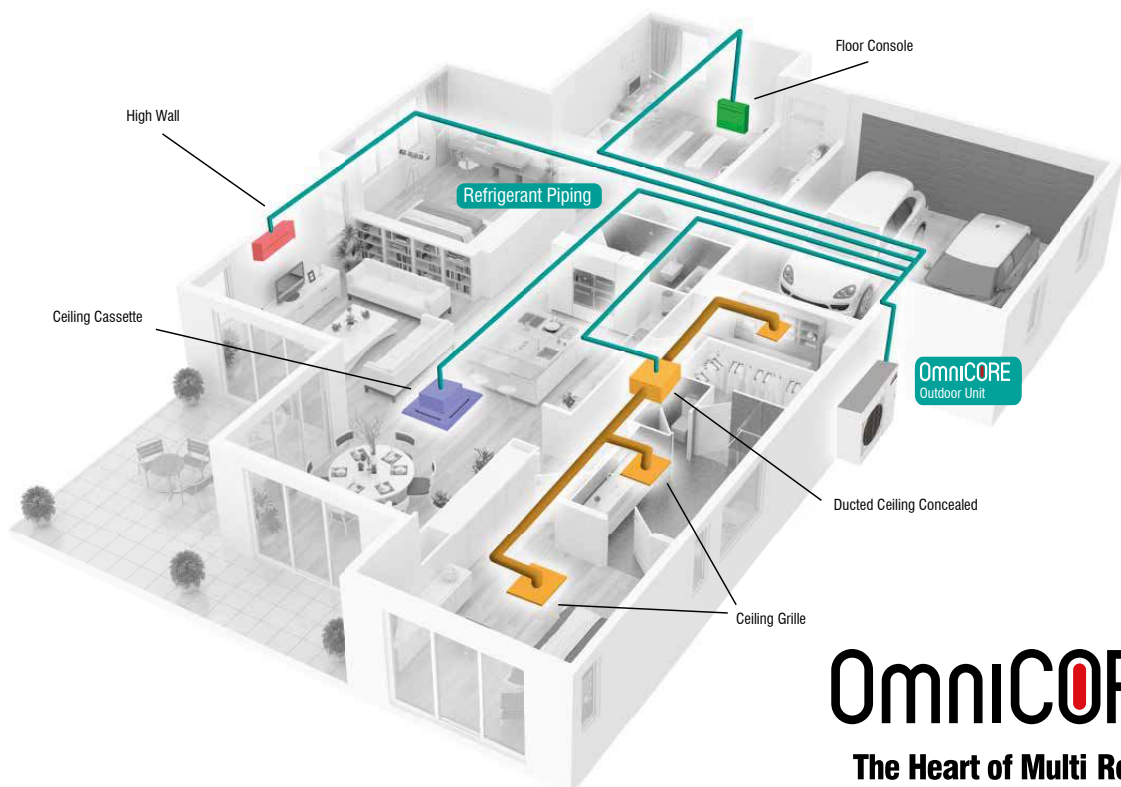 Floor Console
High Wall
Refrigerant Piping
Ceiling Cassette
OmniCORE
Outdoor Unit
Ducted Ceiling Concealed
Ceiling Grille
OmniCO
The Heart of Multi